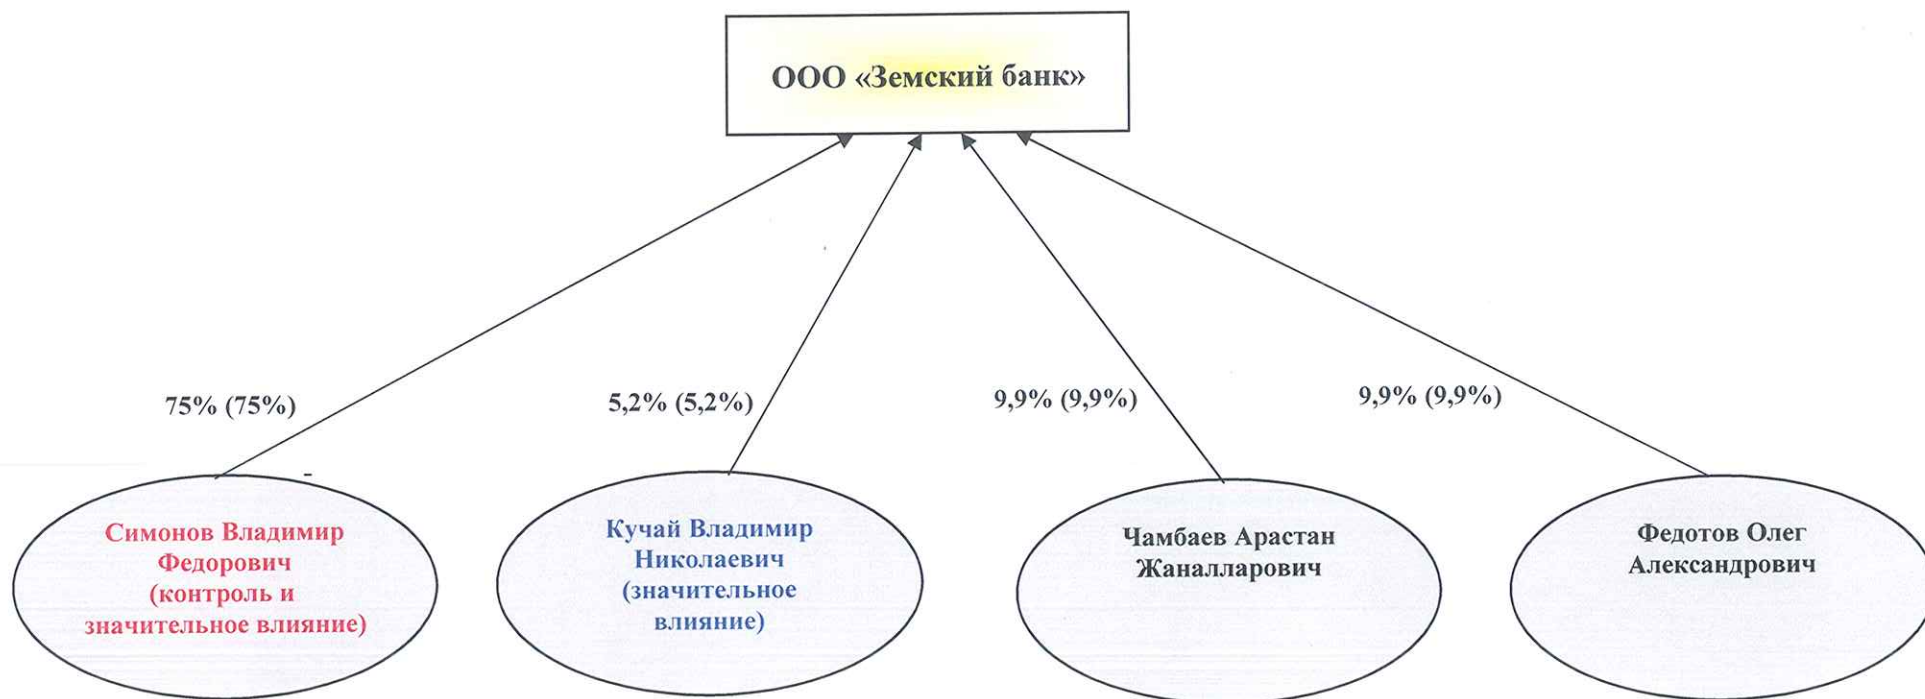 ООО «Земский банк»
75% (75%)
5,2% (5,2%)
9,9% (9,9%)
9,9% (9,9%)
Симонов Владимир
Федорович
(контроль и
значительное влияние)
Кучай Владимир
Николаевич
(значительное
влияние)
Чамбаев Арастан
Жаналларович
Федотов Олег
Александрович